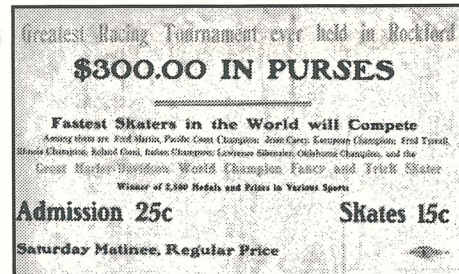 Greatest Racing Tournament ever held in Rockford
$300.00 IN PURSES
Fastest Skaters in the World will Compete
Among them are Fred Martin, Pacific Coast Champion; Jesse Carey, European Champion; Fred Tyrrell,
Illinois Champion; Roland Cioni, Italian Champion; Lawrence Oklahoma Champion, and the
Great Harley Davidson World Champion Fancy and Trick Skater
Winner of Medals and Prizes in Various Sports
Admission 25c Skates 15c
Saturday Matinee, Regular Price